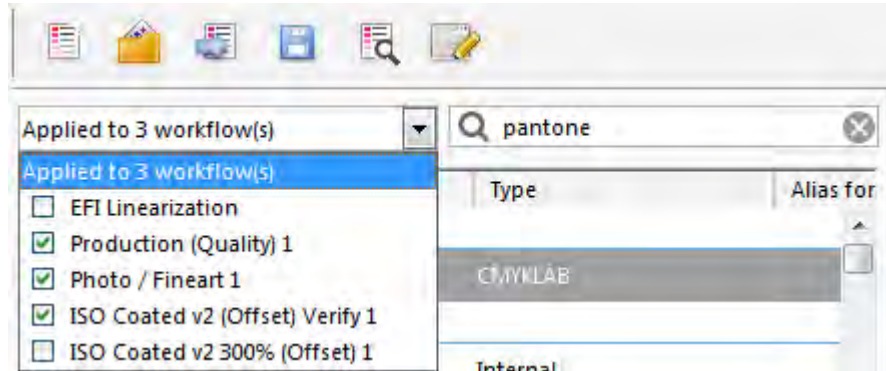 Applied to 3 workflow(s)
pantone
Applied to 3 workflow(s)
EFI Linearization
Production (Quality) 1
Photo / Fineart 1
ISO Coated v2 (Offset) Verify 1
ISO Coated v2 300% (Offset) 1
Type
Alias for
CMYKLAB
Internal